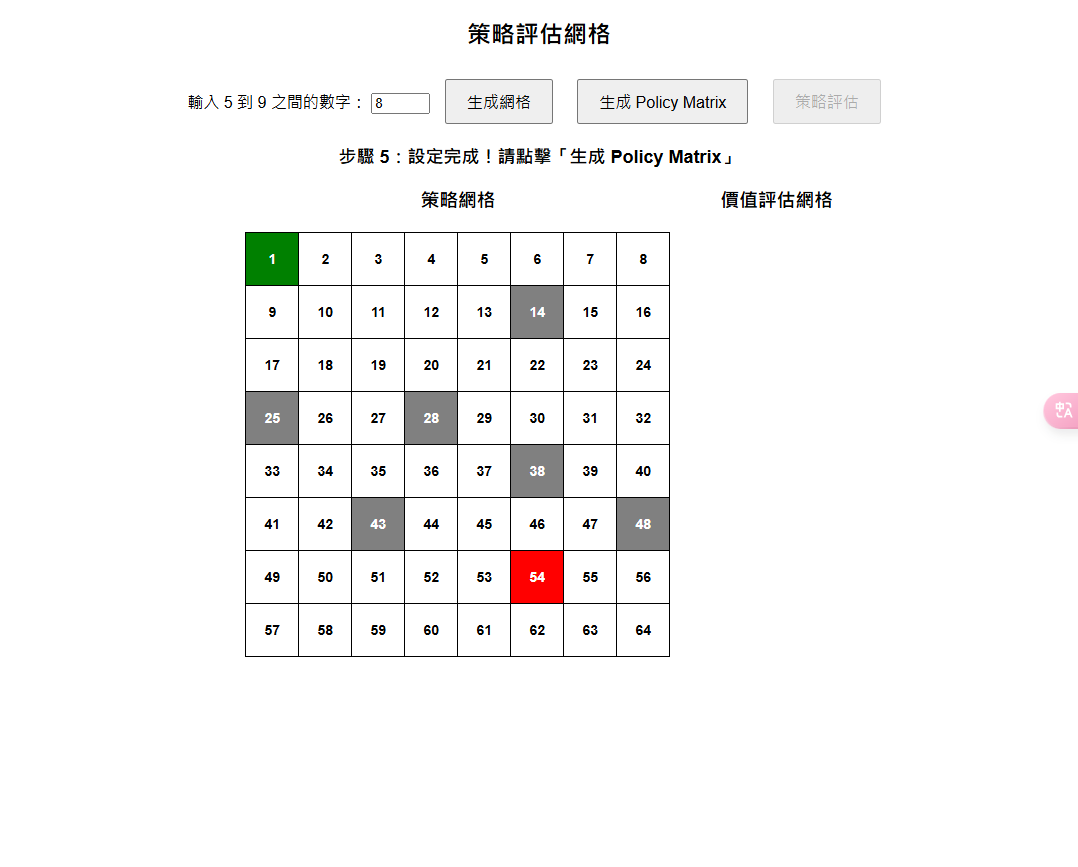 策略評估網格
輸入 5 到 9 之間的數字： 8 生成網格 生成 Policy Matrix 策略評估
步驟 5：設定完成！請點擊「生成 Policy Matrix」
策略網格 價值評估網格
1 2 3 4 5 6 7 8
9 10 11 12 13 14 15 16
17 18 19 20 21 22 23 24
25 26 27 28 29 30 31 32
33 34 35 36 37 38 39 40
41 42 43 44 45 46 47 48
49 50 51 52 53 54 55 56
57 58 59 60 61 62 63 64